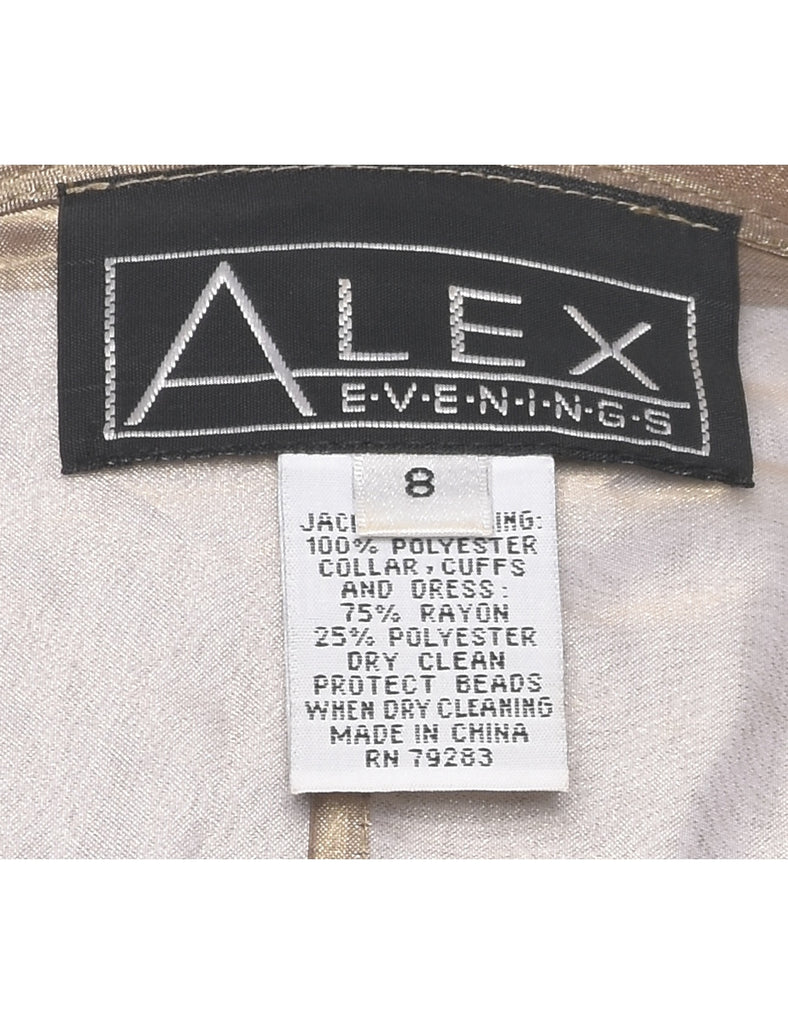 ALEX
E·V·E·N·I·N·G·S
8
100% POLYESTER
COLLAR, CUFFS
AND DRESS:
75% RAYON
25% POLYESTER
DRY CLEAN
PROTECT BEADS
WHEN DRY CLEANING
MADE IN CHINA
RN 79283